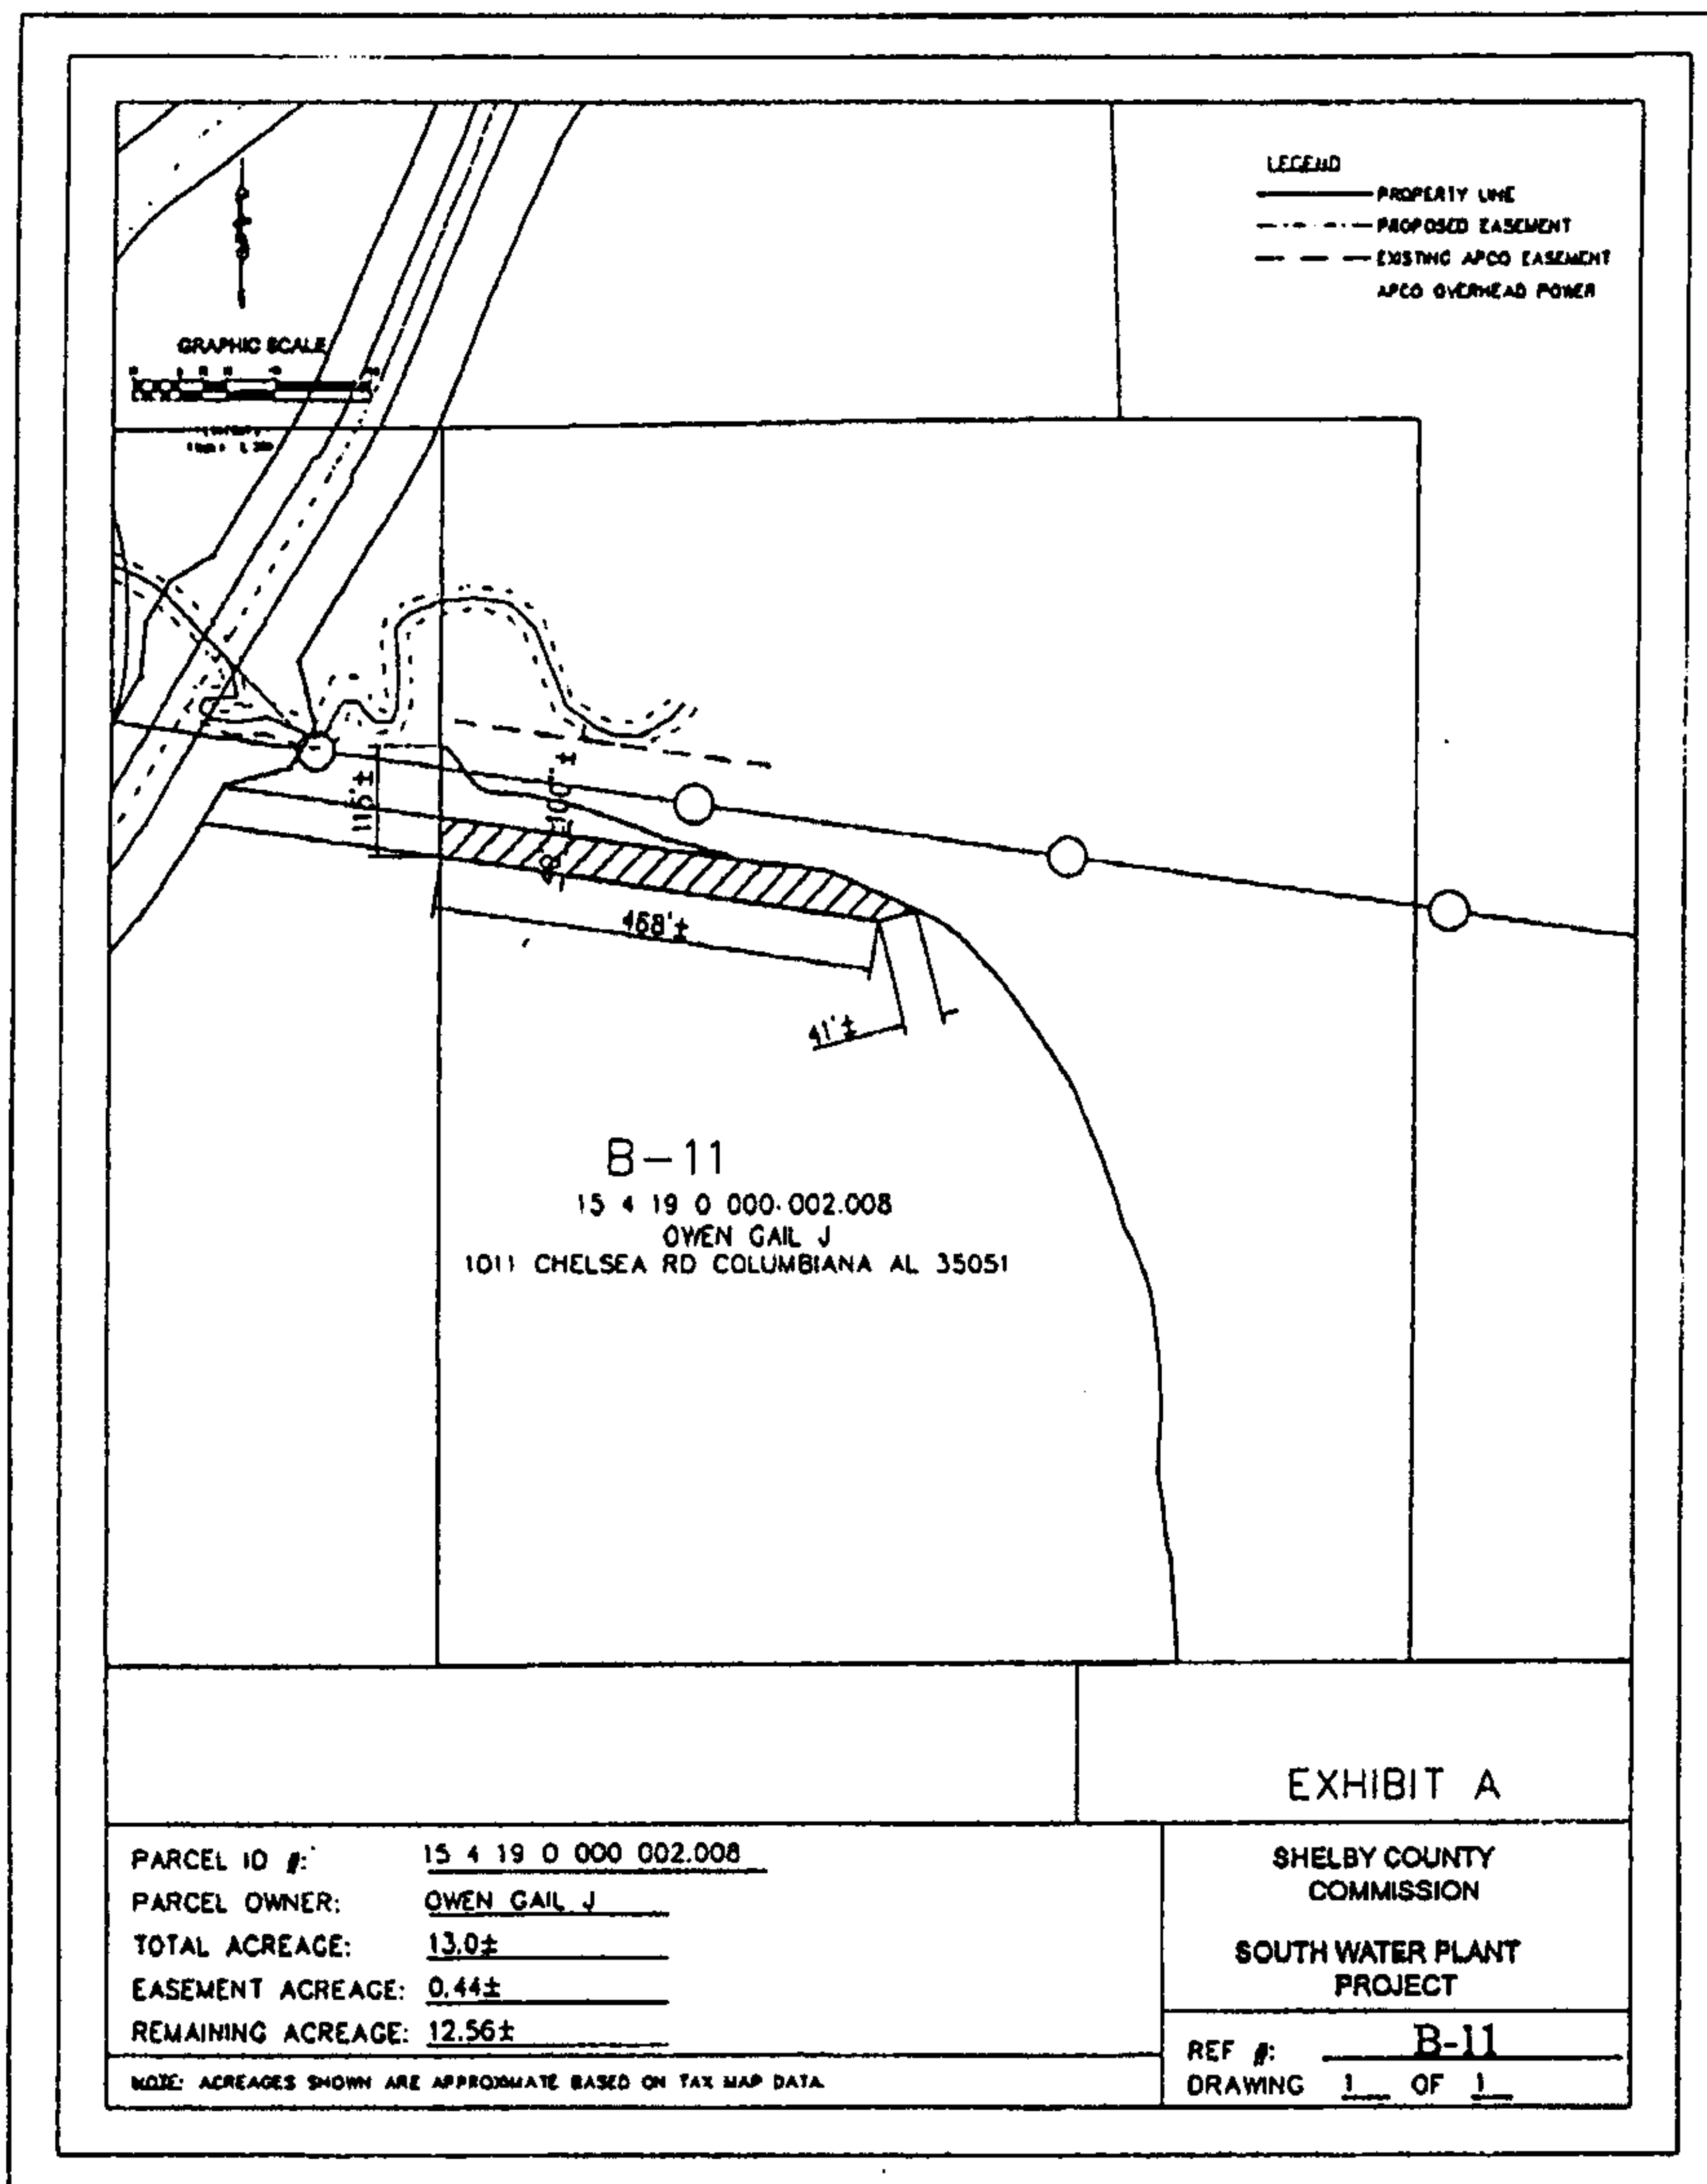 LEGEND
PROPERTY LINE
PROPOSED EASEMENT
EXISTING APCO EASEMENT
APCO OVERHEAD POWER
GRAPHIC SCALE
115'±
100'±
468'±
41'±
B-11
15 4 19 0 000.002.008
OWEN GAIL J
1011 CHELSEA RD COLUMBIANA AL 35051
EXHIBIT A
PARCEL ID #: 15 4 19 0 000 002.008
PARCEL OWNER: OWEN GAIL J
TOTAL ACREAGE: 13.0±
EASEMENT ACREAGE: 0.44±
REMAINING ACREAGE: 12.56±
NOTE: ACREAGES SHOWN ARE APPROXIMATE BASED ON TAX MAP DATA.
SHELBY COUNTY
COMMISSION
SOUTH WATER PLANT
PROJECT
REF #: B-11
DRAWING 1 OF 1